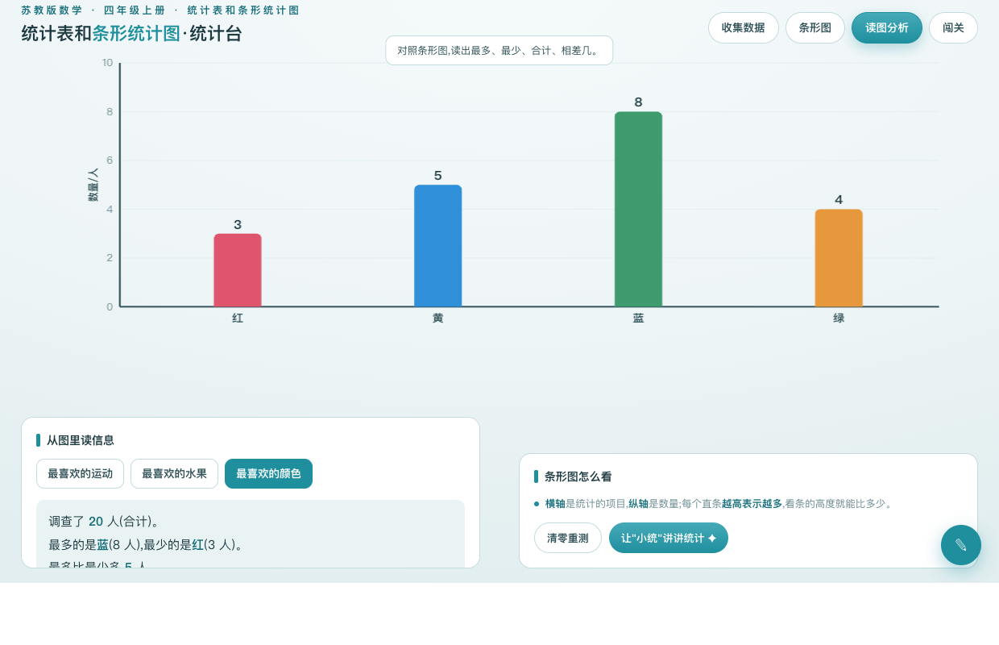 苏教版数学 · 四年级上册 · 统计表和条形统计图
统计表和条形统计图·统计台
收集数据
条形图
读图分析
闯关
对照条形图,读出最多、最少、合计、相差几。
10
8
6
4
2
0
数量/人
3
5
8
4
红
黄
蓝
绿
从图里读信息
最喜欢的运动
最喜欢的水果
最喜欢的颜色
调查了 20 人(合计)。
最多的是蓝(8 人),最少的是红(3 人)。
最多比最少多 5 人
条形图怎么看
横轴是统计的项目,纵轴是数量;每个直条越高表示越多,看条的高度就能比多少。
清零重测
让"小统"讲讲统计 ✦